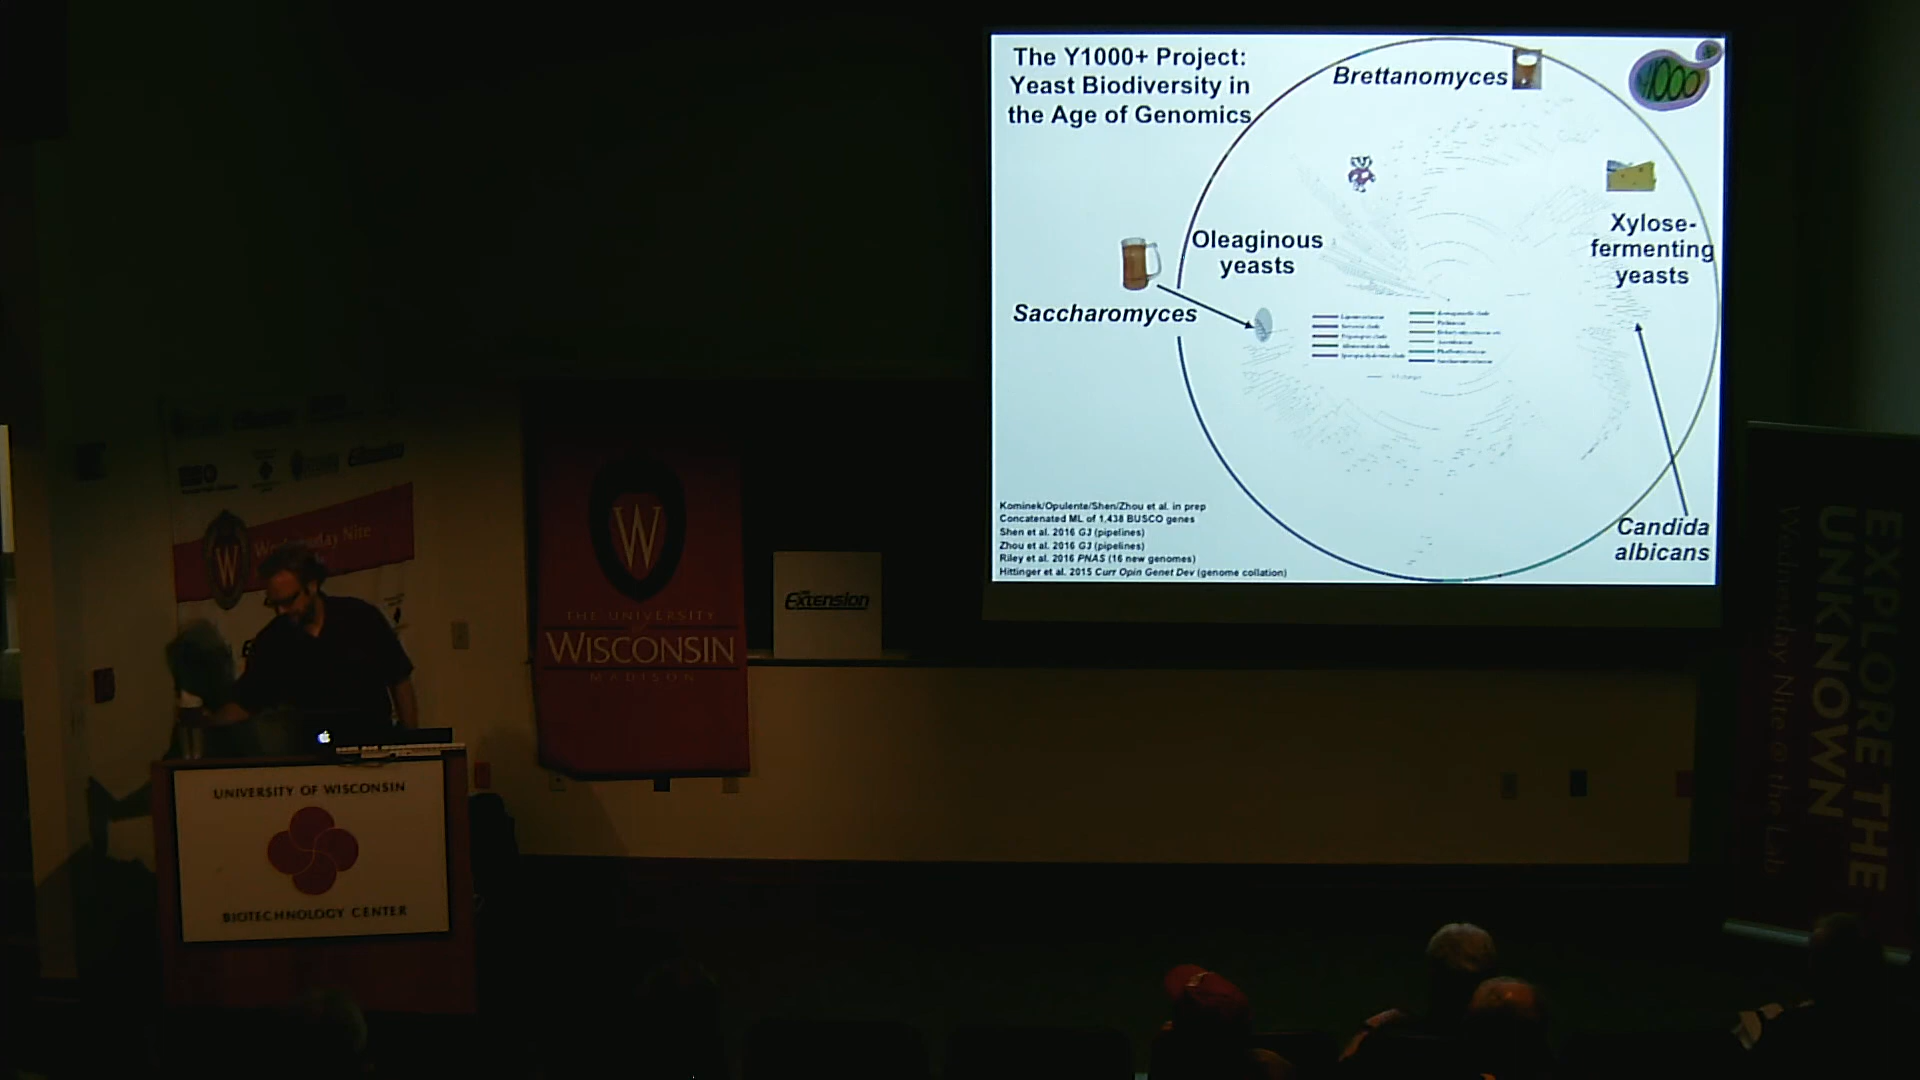 The Y1000+ Project:
Yeast Biodiversity in
the Age of Genomics
Brettanomyces
Y1000
Oleaginous
yeasts
Xylose-
fermenting
yeasts
Saccharomyces
Candida
albicans
Kominek/Opulente/Shen/Zhou et al. in prep
Concatenated ML of 1,438 BUSCO genes
Shen et al. 2016 G3 (pipelines)
Zhou et al. 2016 G3 (pipelines)
Riley et al. 2016 PNAS (16 new genomes)
Hittinger et al. 2015 Curr Opin Genet Dev (genome collation)
W
Wednesday Nite
W
THE UNIVERSITY
of
WISCONSIN
MADISON
Extension
UNIVERSITY OF WISCONSIN
BIOTECHNOLOGY CENTER
EXPLORE THE
UNKNOWN
Wednesday Nite @ the Lab